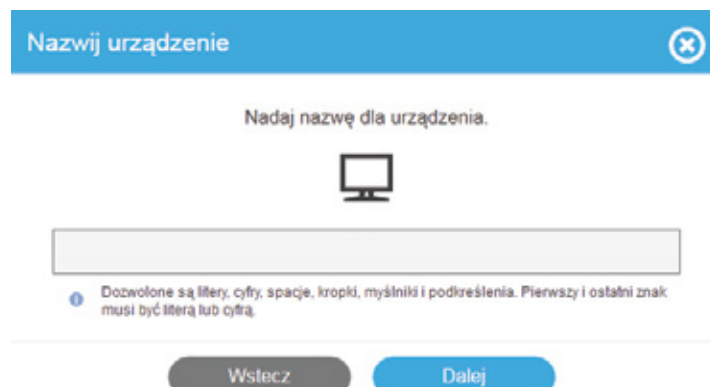 Nazwij urządzenie
Nadaj nazwę dla urządzenia.
Dozwolone są litery, cyfry, spacje, kropki, myślniki i podkreślenia. Pierwszy i ostatni znak
musi być literą lub cyfrą.
Wstecz
Dalej